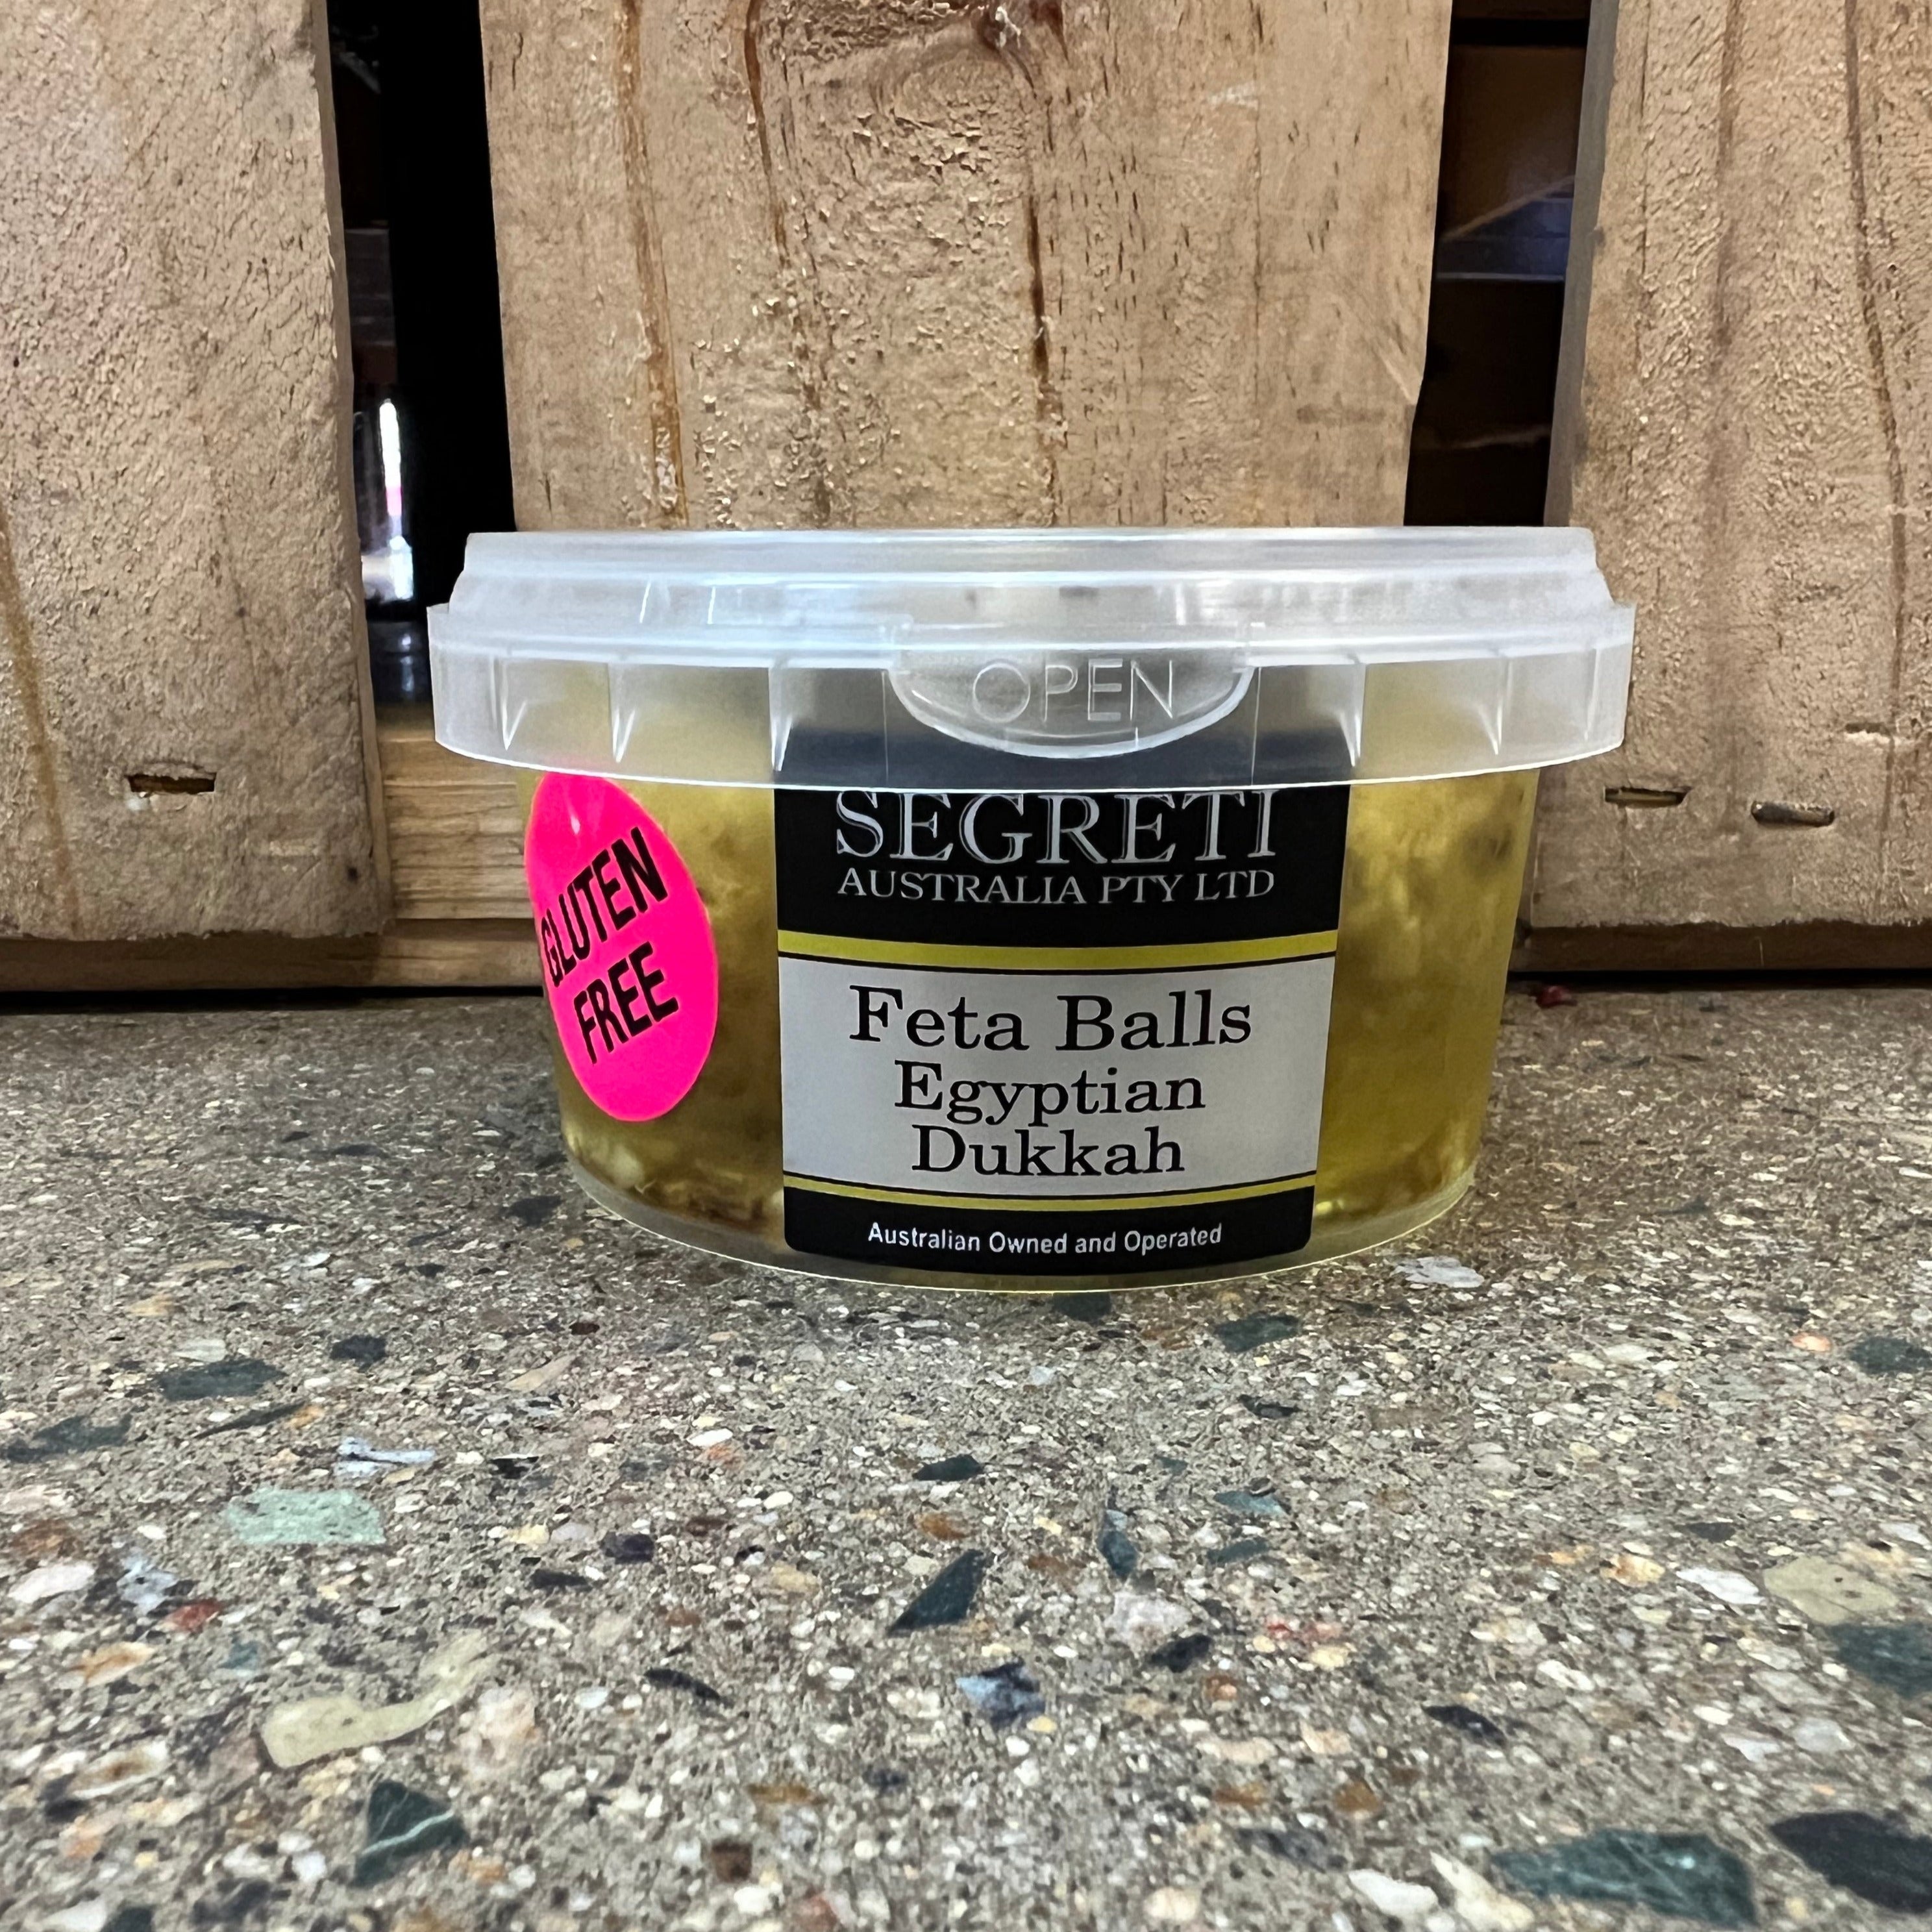 OPEN
SEGRETI
AUSTRALIA PTY LTD
GLUTEN
FREE
Feta Balls
Egyptian
Dukkah
Australian Owned and Operated